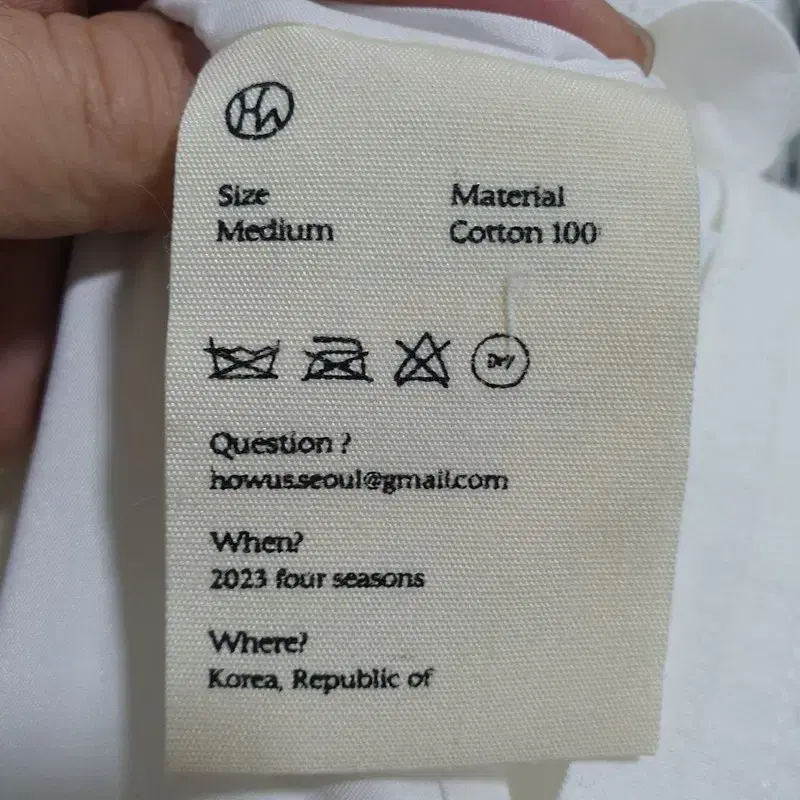 HW
Size
Medium
Material
Cotton 100
Dry
Question ?
howus.seoul@gmail.com
When?
2023 four seasons
Where?
Korea, Republic of